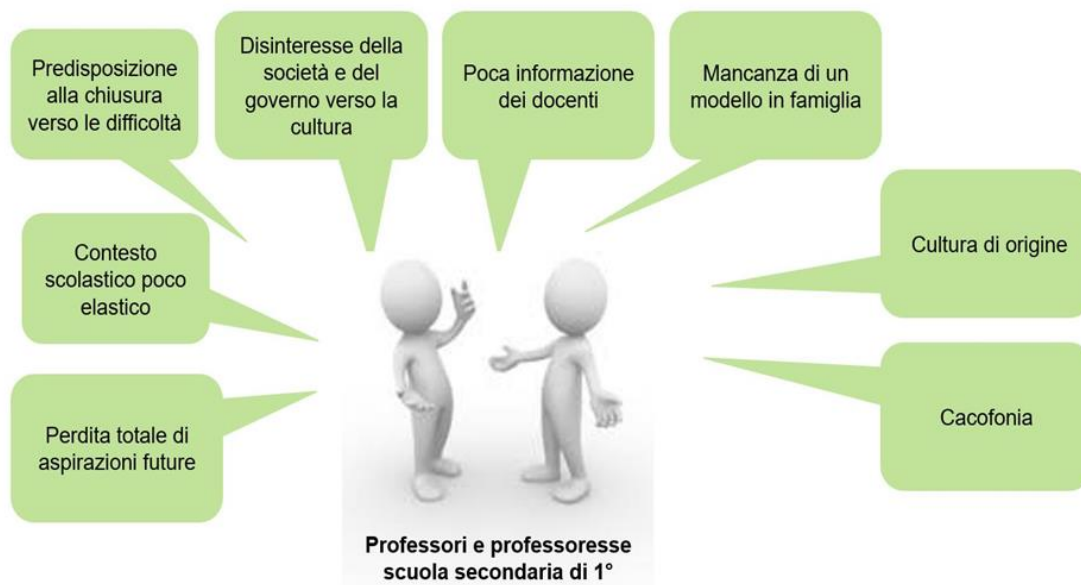 Predisposizione
alla chiusura
verso le difficoltà
Disinteresse della
società e del
governo verso la
cultura
Poca informazione
dei docenti
Mancanza di un
modello in famiglia
Contesto
scolastico poco
elastico
Cultura di origine
Perdita totale di
aspirazioni future
Cacofonia
Professori e professoresse
scuola secondaria di 1°